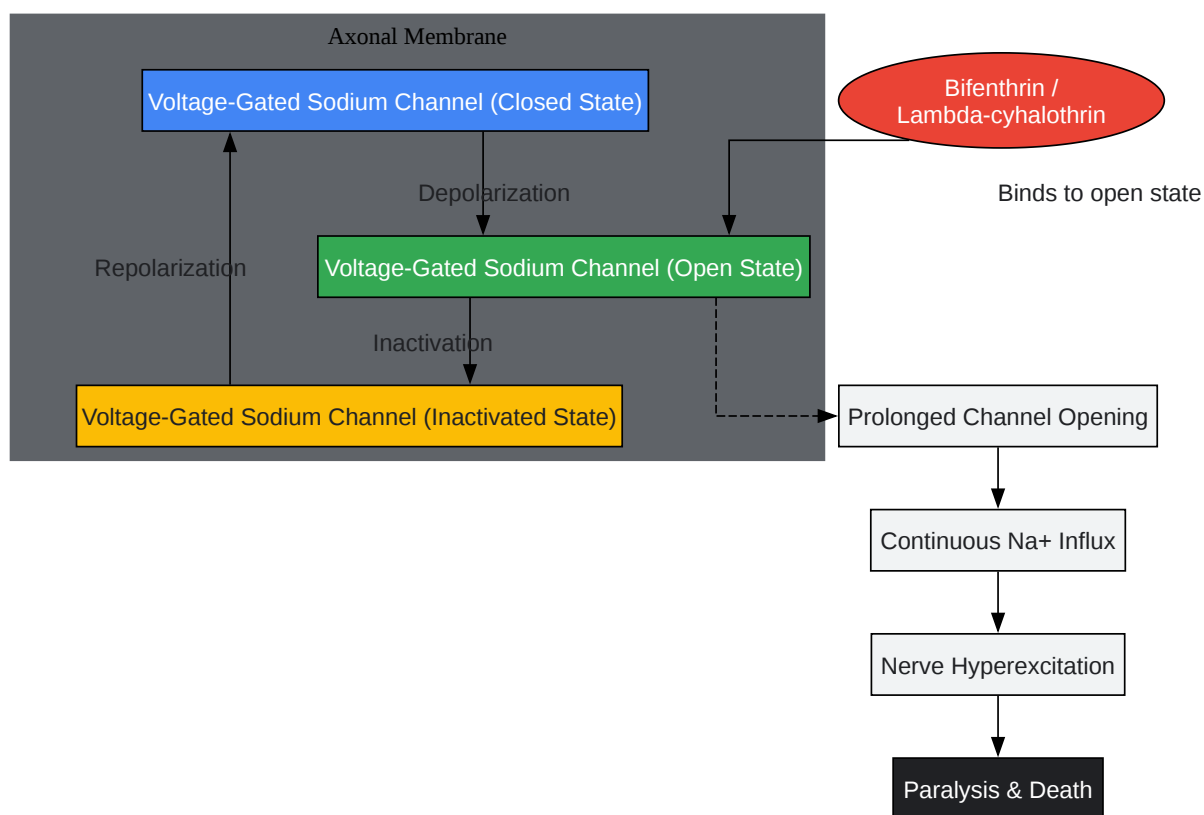 Axonal Membrane
Voltage-Gated Sodium Channel (Closed State)
Bifenthrin /
Lambda-cyhalothrin
Depolarization
Binds to open state
Repolarization
Voltage-Gated Sodium Channel (Open State)
Inactivation
Voltage-Gated Sodium Channel (Inactivated State)
Prolonged Channel Opening
Continuous Na+ Influx
Nerve Hyperexcitation
Paralysis & Death